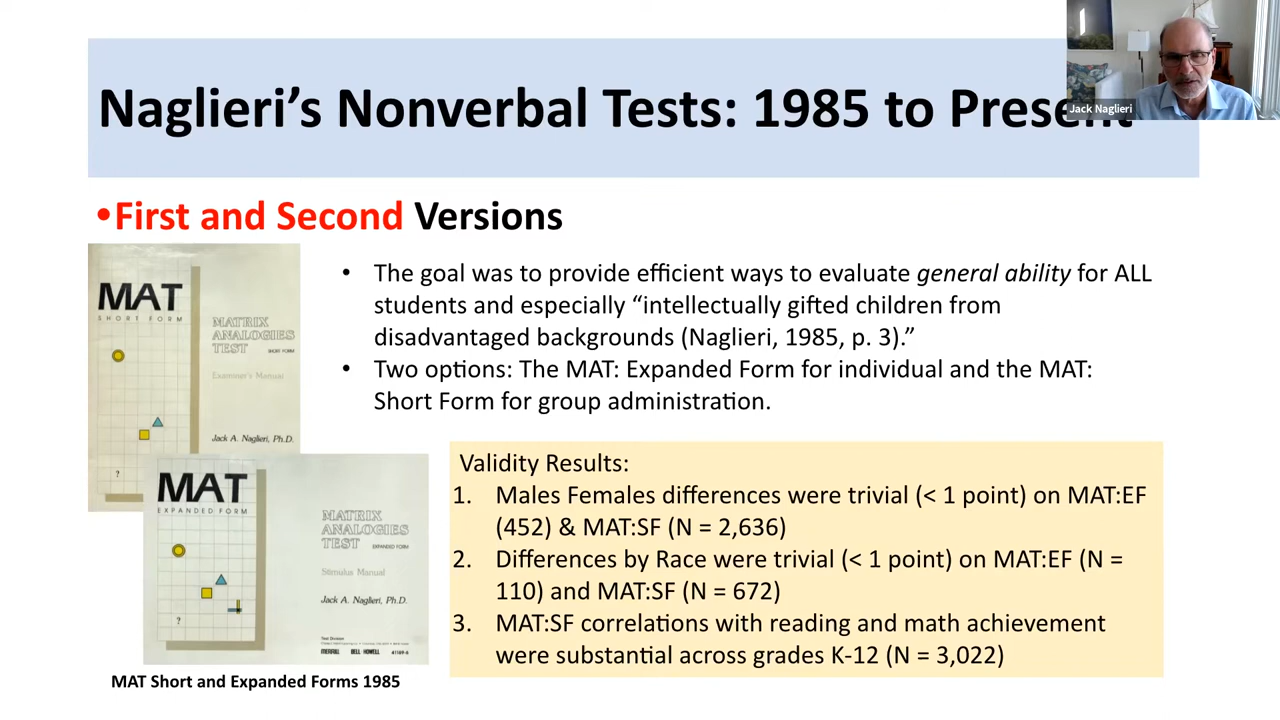 Naglieri’s Nonverbal Tests: 1985 to Present
Jack Naglieri
•First and Second Versions
• The goal was to provide efficient ways to evaluate general ability for ALL
students and especially “intellectually gifted children from
disadvantaged backgrounds (Naglieri, 1985, p. 3).”
• Two options: The MAT: Expanded Form for individual and the MAT:
Short Form for group administration.
MAT
SHORT FORM
MATRIX
ANALOGIES
TEST SHORT FORM
Examiner's Manual
Jack A. Naglieri, Ph.D.
?
MAT
EXPANDED FORM
MATRIX
ANALOGIES
TEST EXPANDED FORM
Stimulus Manual
Jack A. Naglieri, Ph.D.
?
Test Division
MERRILL BELL & HOWELL
MAT Short and Expanded Forms 1985
Validity Results:
1. Males Females differences were trivial (< 1 point) on MAT:EF
(452) & MAT:SF (N = 2,636)
2. Differences by Race were trivial (< 1 point) on MAT:EF (N =
110) and MAT:SF (N = 672)
3. MAT:SF correlations with reading and math achievement
were substantial across grades K-12 (N = 3,022)